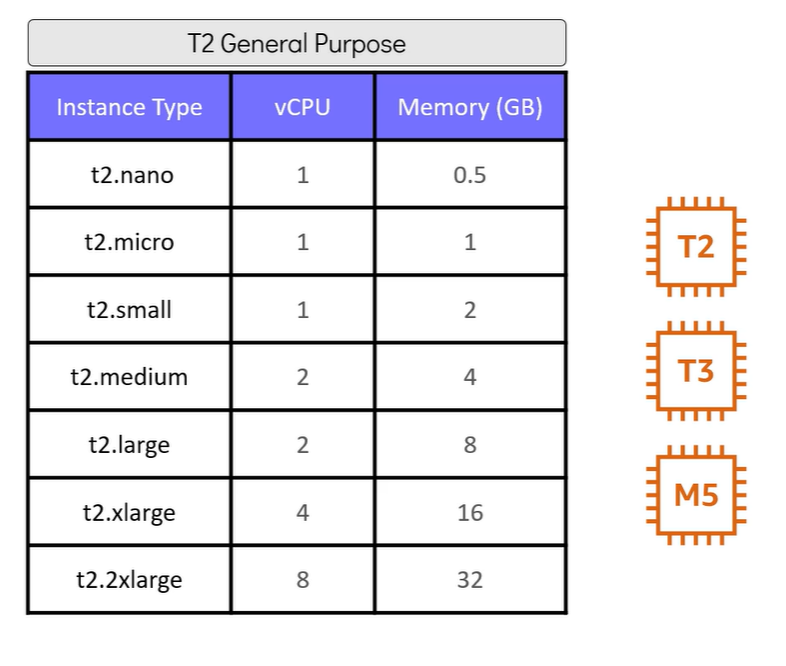 T2 General Purpose
Instance Type vCPU Memory (GB)
t2.nano 1 0.5
t2.micro 1 1
t2.small 1 2
t2.medium 2 4
t2.large 2 8
t2.xlarge 4 16
t2.2xlarge 8 32
T2
T3
M5